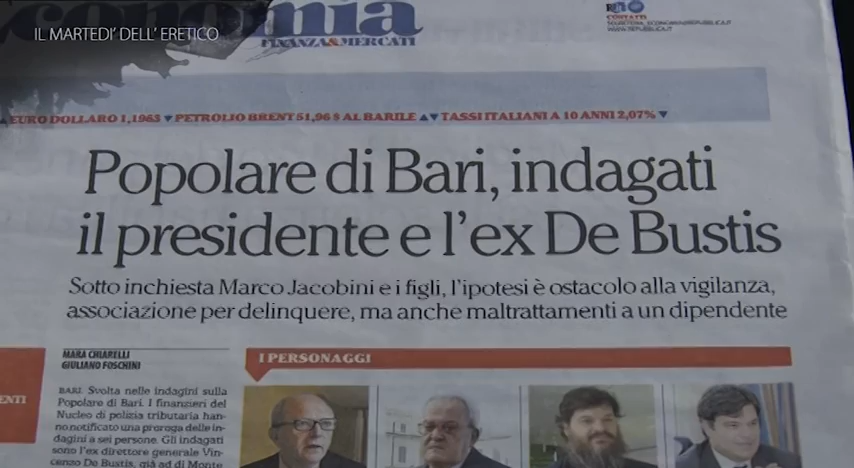 IL MARTEDI' DELL' ERETICO
FINANZA&MERCATI
CONTATTI
WWW.REPUBBLICA.IT
EURO DOLLARO 1,1963 ▼ PETROLIO BRENT 51,96 $ AL BARILE ▲▼ TASSI ITALIANI A 10 ANNI 2,07% ▼
Popolare di Bari, indagati
il presidente e l'ex De Bustis
Sotto inchiesta Marco Jacobini e i figli, l'ipotesi è ostacolo alla vigilanza,
associazione per delinquere, ma anche maltrattamenti a un dipendente
MARA CHIARELLI
GIULIANO FOSCHINI
I PERSONAGGI
BARI. Svolta nelle indagini sulla
Popolare di Bari. I finanzieri del
Nucleo di polizia tributaria han-
no notificato una proroga delle in-
dagini a sei persone. Gli indagati
sono l'ex direttore generale Vin-
cenzo De Bustis, già ad di Monte